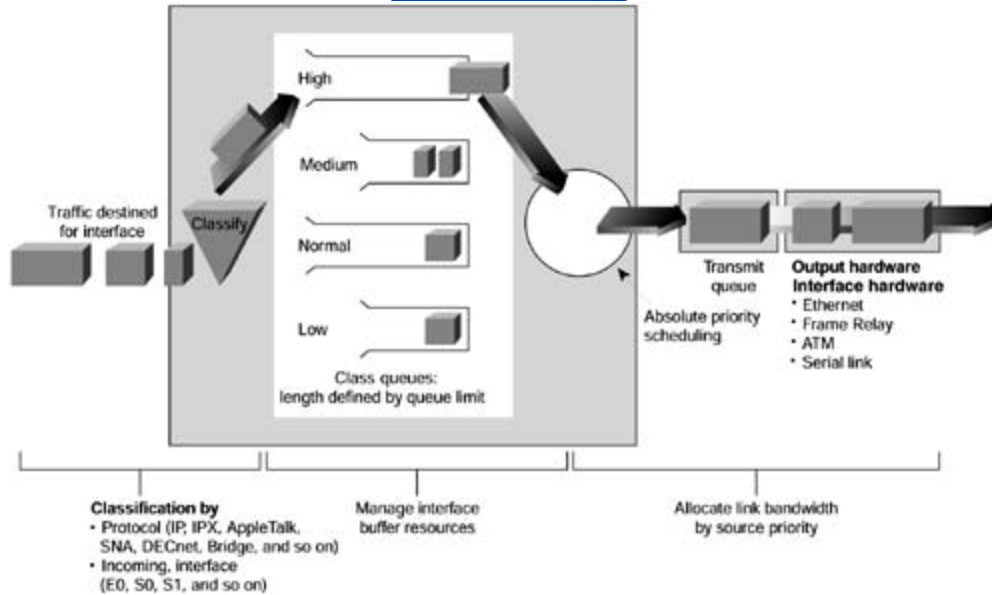 High
Medium
Normal
Low
Class queues:
length defined by queue limit
Traffic destined
for interface
Classify
Absolute priority
scheduling
Transmit
queue
Output hardware
Interface hardware
• Ethernet
• Frame Relay
• ATM
• Serial link
Classification by
• Protocol (IP, IPX, AppleTalk,
SNA, DECnet, Bridge, and so on)
• Incoming, interface
(E0, S0, S1, and so on)
Manage interface
buffer resources
Allocate link bandwidth
by source priority